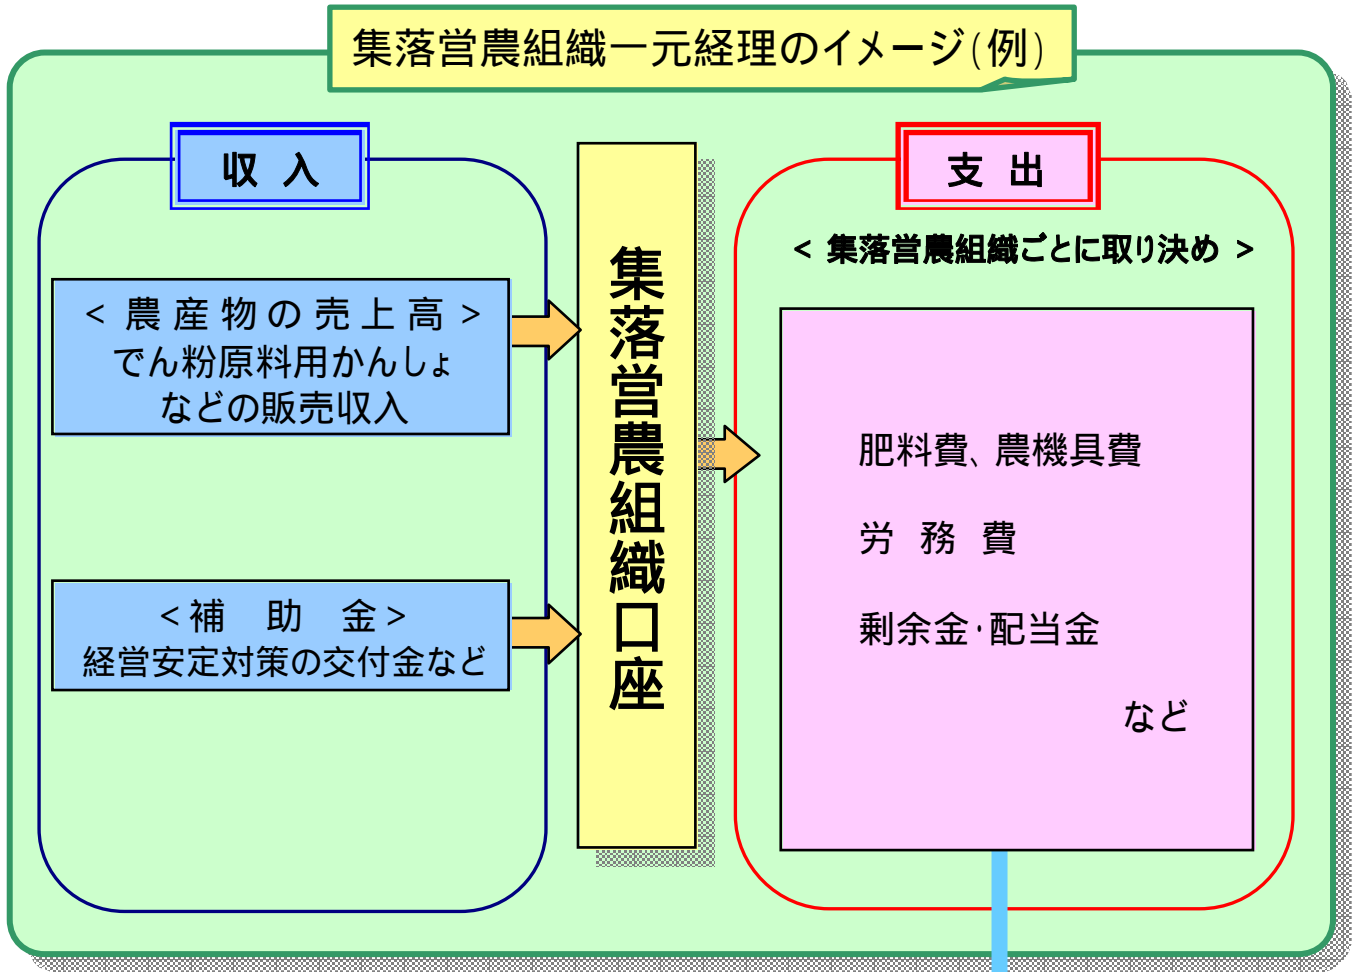 集落営農組織一元経理のイメージ(例)
収 入
<農産物の売上高>
でん粉原料用かんしょ
などの販売収入
<補 助 金>
経営安定対策の交付金など
集落営農組織口座
支 出
< 集落営農組織ごとに取り決め >
肥料費、農機具費
労 務 費
剰余金・配当金
など